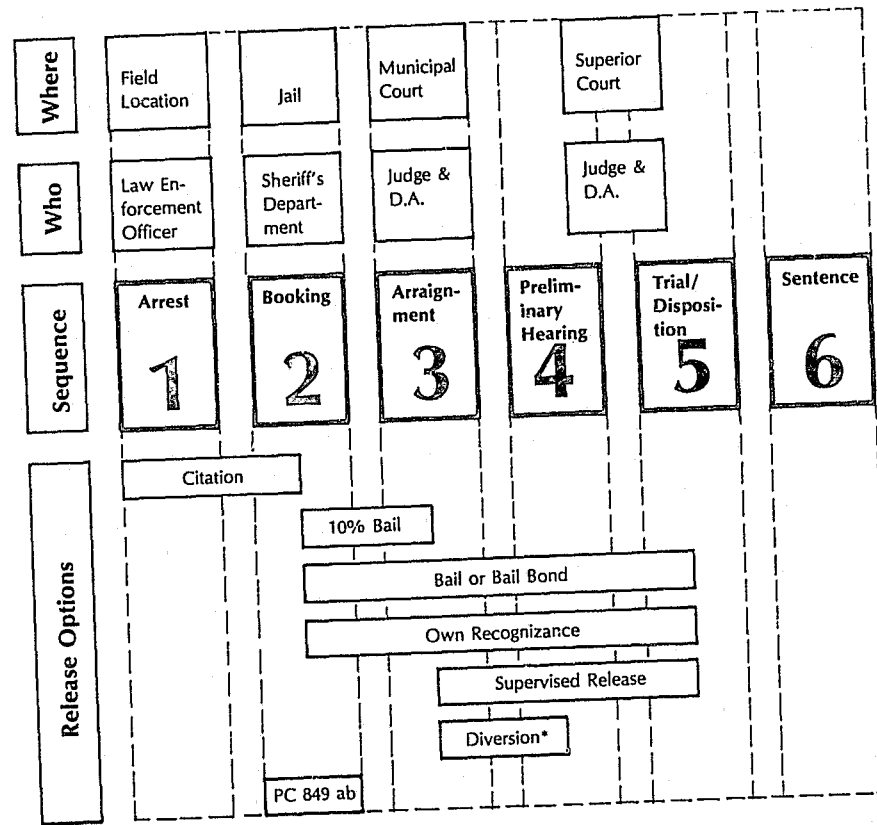 Where
Field
Location
Jail
Municipal
Court
Superior
Court
Who
Law En-
forcement
Officer
Sheriff's
Depart-
ment
Judge &
D.A.
Judge &
D.A.
Sequence
Arrest
1
Booking
2
Arraign-
ment
3
Prelim-
inary
Hearing
4
Trial/
Disposi-
tion
5
Sentence
6
Release Options
Citation
10% Bail
Bail or Bail Bond
Own Recognizance
Supervised Release
Diversion*
PC 849 ab